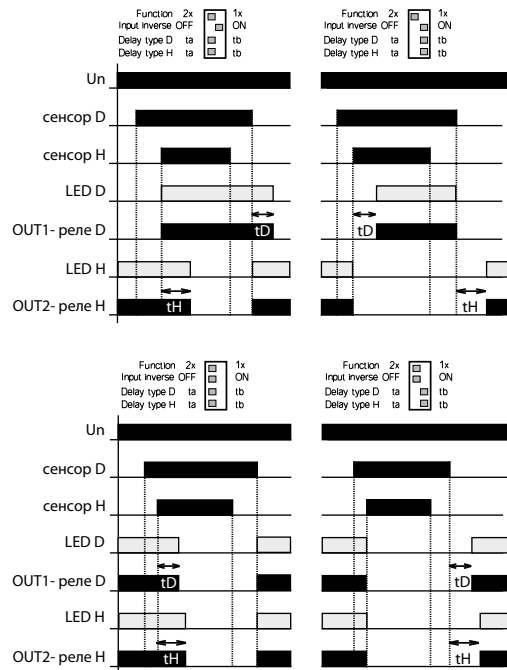 Function 2x 1x
Input inverse OFF ON
Delay type D ta tb
Delay type H ta tb
Function 2x 1x
Input inverse OFF ON
Delay type D ta tb
Delay type H ta tb
Un
сенсор D
сенсор H
LED D
OUT1- реле D
tD
tD
LED H
OUT2- реле H
tH
tH
Function 2x 1x
Input inverse OFF ON
Delay type D ta tb
Delay type H ta tb
Function 2x 1x
Input inverse OFF ON
Delay type D ta tb
Delay type H ta tb
Un
сенсор D
сенсор H
LED D
OUT1- реле D
tD
tD
LED H
OUT2- реле H
tH
tH